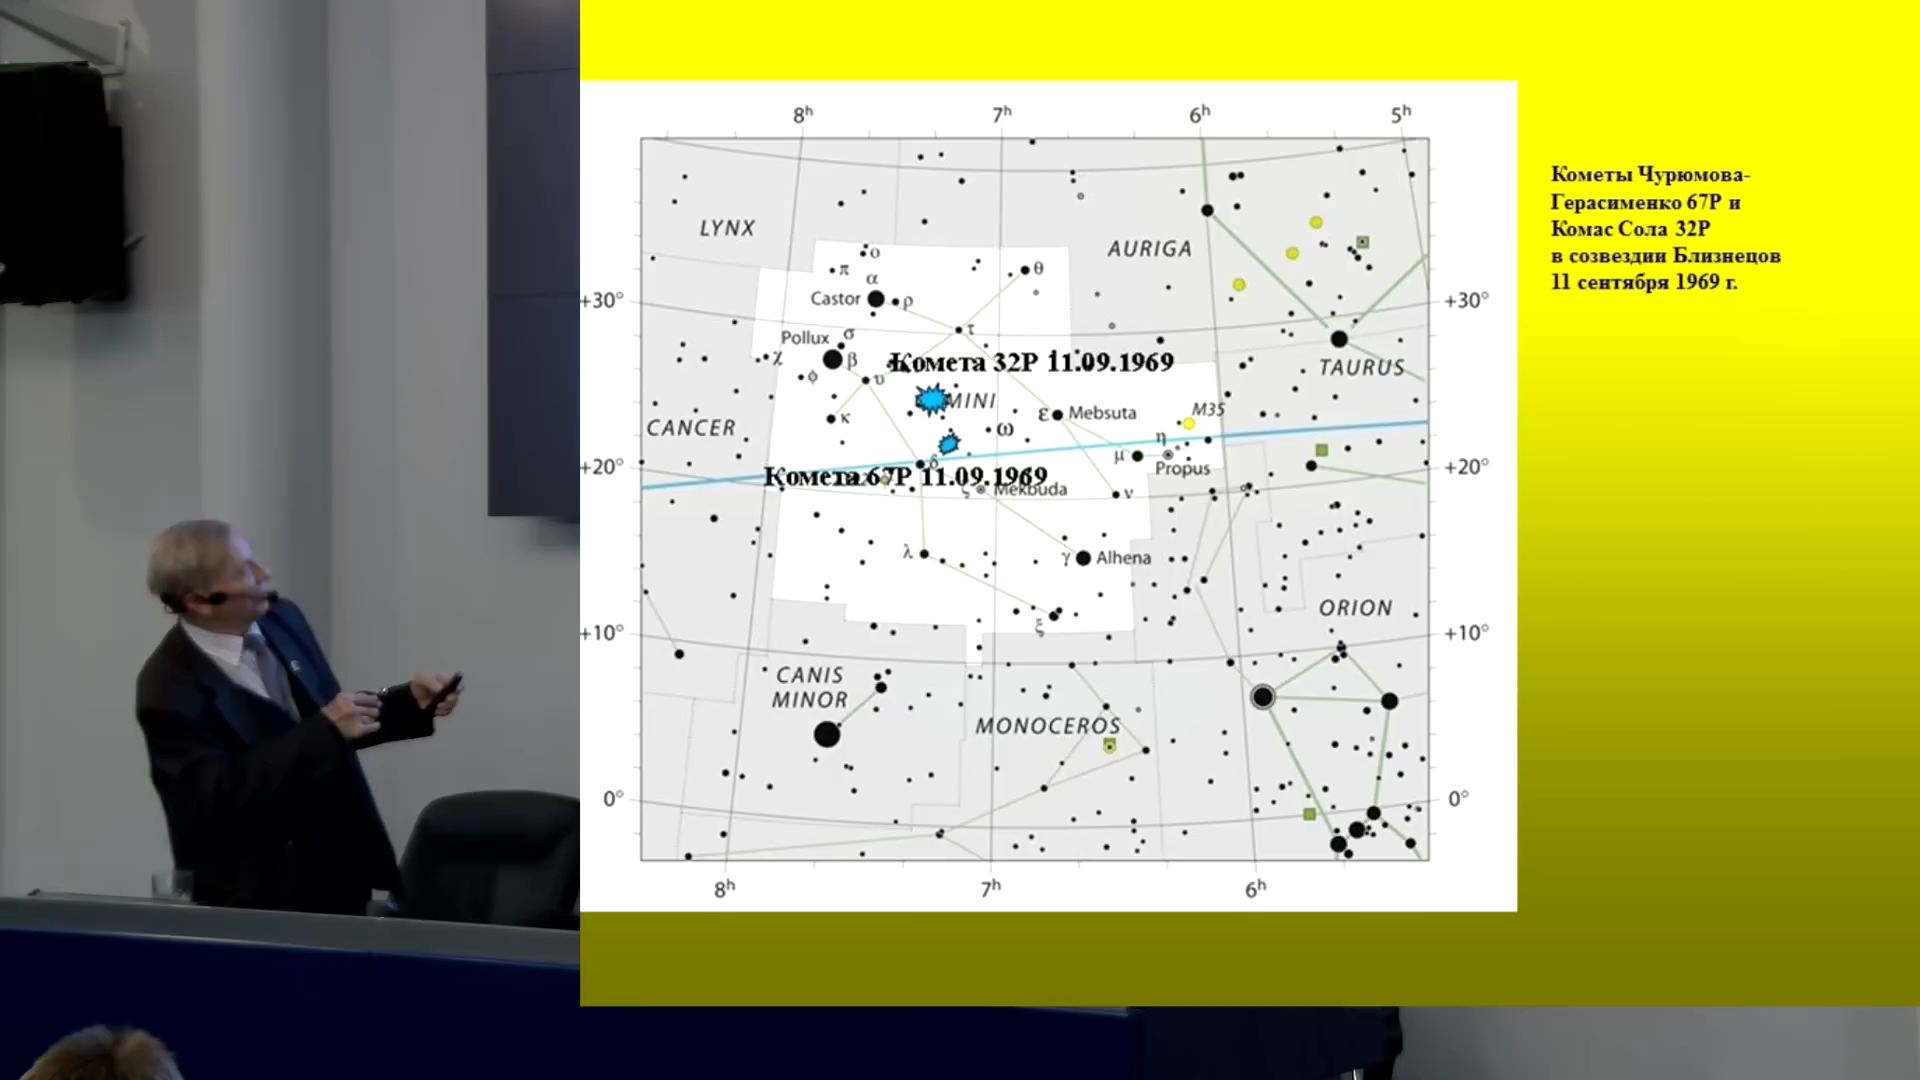 8h 7h 6h 5h
LYNX
AURIGA
ο
π
θ
α
Castor
ρ
+30° +30°
τ
σ
Pollux
β
χ
Комета 32P 11.09.1969
TAURUS
φ
υ
MINI
κ
ε Mebsuta
M35
CANCER
ω
η
μ
δ
Propus
+20° +20°
Комета 67P 11.09.1969
ζ Mekbuda
ν
λ
γ Alhena
ORION
ξ
+10° +10°
CANIS
MINOR
MONOCEROS
0° 0°
8h 7h 6h
Кометы Чурюмова-
Герасименко 67P и
Комас Сола 32P
в созвездии Близнецов
11 сентября 1969 г.